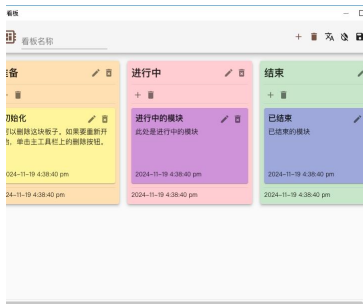 看板
看板名称
准备
初始化
可以删除这块板子。如果要重新开
始，单击主工具栏上的删除按钮。
2024-11-19 4:38:40 pm
2024-11-19 4:38:40 pm
进行中
进行中的模块
此处是进行中的模块
2024-11-19 4:38:40 pm
2024-11-19 4:38:40 pm
结束
已结束
已结束的模块
2024-11-19 4:38:40 pm
2024-11-19 4:38:40 pm